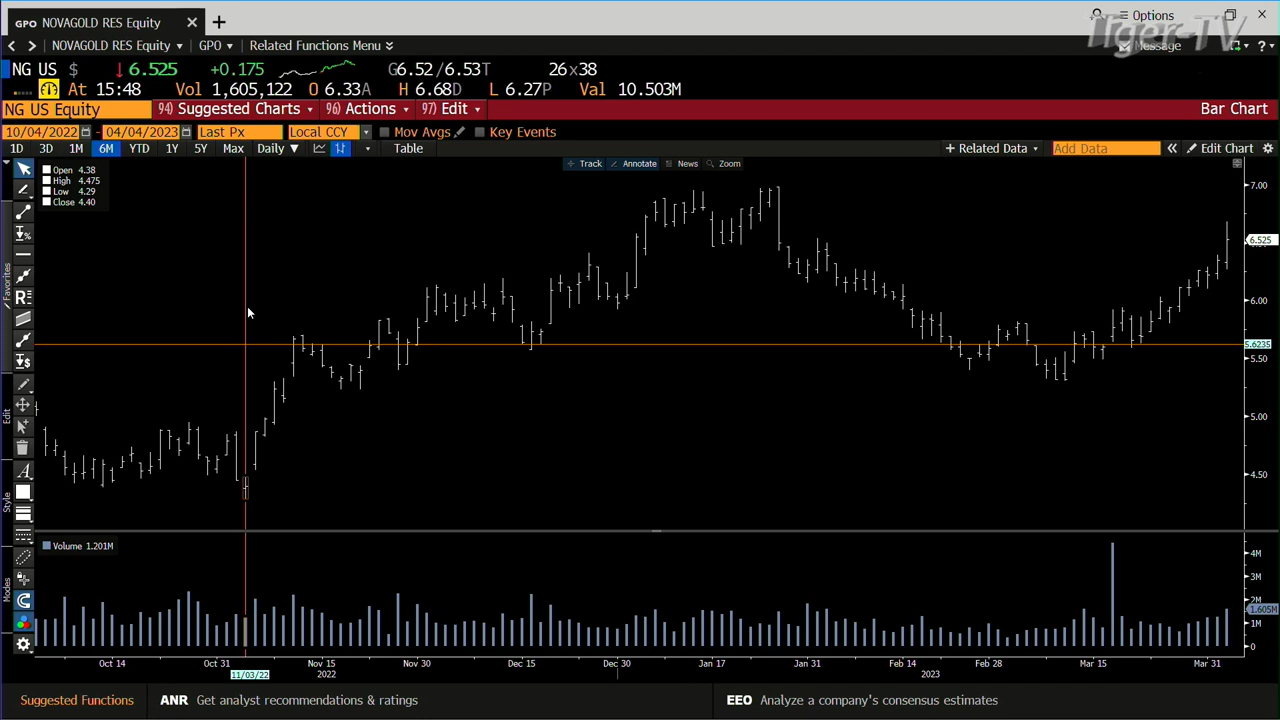 GPO NOVAGOLD RES Equity × +
Options
NOVAGOLD RES Equity GPO Related Functions Menu
Message ?
Tiger-TV
NG US $ 6.525 +0.175 G6.52/6.53T 26x38
At 15:48 Vol 1,605,122 O 6.33A H 6.68D L 6.27P Val 10.503M
NG US Equity 94) Suggested Charts 96) Actions 97) Edit Bar Chart
10/04/2022 - 04/04/2023 Last Px Local CCY Mov Avgs Key Events
1D 3D 1M 6M YTD 1Y 5Y Max Daily Table + Related Data Add Data « Edit Chart
Track Annotate News Zoom
Open 4.38
High 4.475
Low 4.29
Close 4.40
7.00
6.525
6.00
5.6235
5.50
5.00
4.50
Favorites
Edit
Style
Modes
Volume 1.201M
4M
3M
2M
1.605M
1M
0
Oct 14 Oct 31 Nov 15 Nov 30 Dec 15 Dec 30 Jan 17 Jan 31 Feb 14 Feb 28 Mar 15 Mar 31
11/03/22 2022 2023
Suggested Functions ANR Get analyst recommendations & ratings EEO Analyze a company's consensus estimates